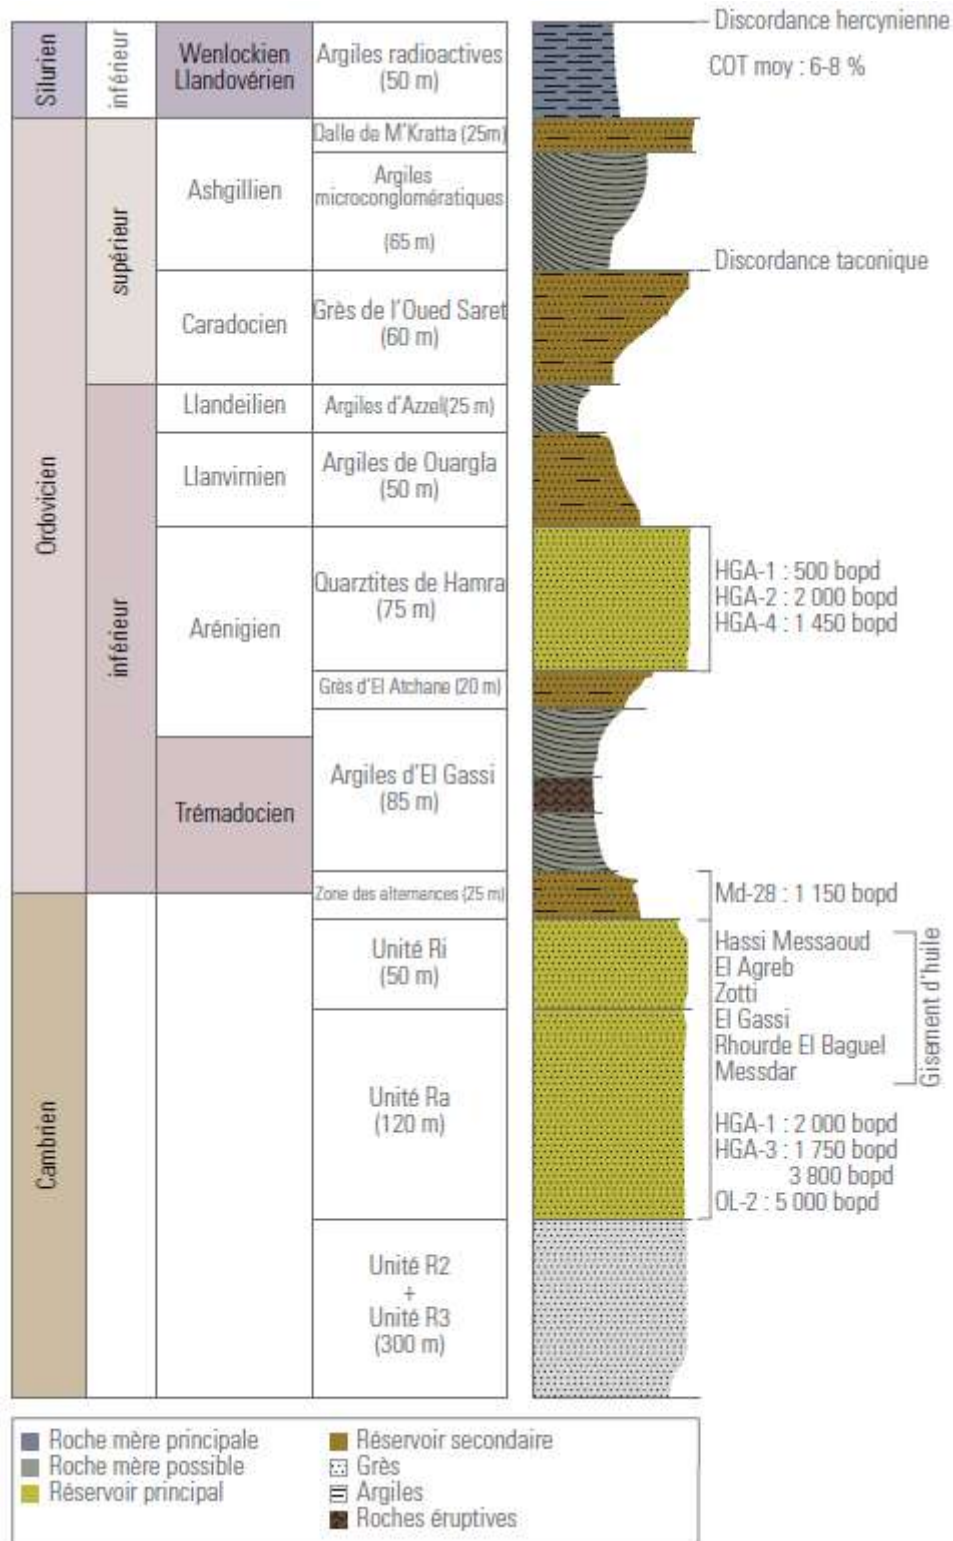 Silurien
inférieur
Wenlockien
Llandovérien
Argiles radioactives
(50 m)
Discordance hercynienne
COT moy : 6-8 %
Ordovicien
supérieur
Ashgillien
Dalle de M'Kratta (25m)
Argiles
microconglomératiques
(65 m)
Discordance taconique
Caradocien
Grès de l'Oued Saret
(60 m)
inférieur
Llandeilien
Argiles d'Azzel(25 m)
Llanvirnien
Argiles de Ouargla
(50 m)
Arénigien
Quarztites de Hamra
(75 m)
HGA-1 : 500 bopd
HGA-2 : 2 000 bopd
HGA-4 : 1 450 bopd
Grès d'El Atchane (20 m)
Trémadocien
Argiles d'El Gassi
(85 m)
Zone des alternances (25 m)
Md-28 : 1 150 bopd
Cambrien
Unité Ri
(50 m)
Hassi Messaoud
El Agreb
Zotti
El Gassi
Rhourde El Baguel
Messdar
Gisement d'huile
Unité Ra
(120 m)
HGA-1 : 2 000 bopd
HGA-3 : 1 750 bopd
3 800 bopd
OL-2 : 5 000 bopd
Unité R2
+
Unité R3
(300 m)
Roche mère principale
Roche mère possible
Réservoir principal
Réservoir secondaire
Grès
Argiles
Roches éruptives